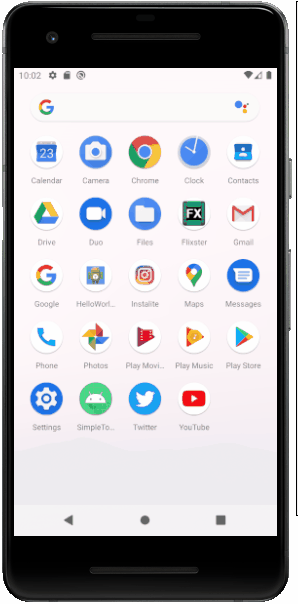 10:02
Calendar Camera Chrome Clock Contacts
Drive Duo Files Flixster Gmail
Google HelloWorl... Instalite Maps Messages
Phone Photos Play Movi... Play Music Play Store
Settings SimpleTo... Twitter YouTube
23
FX